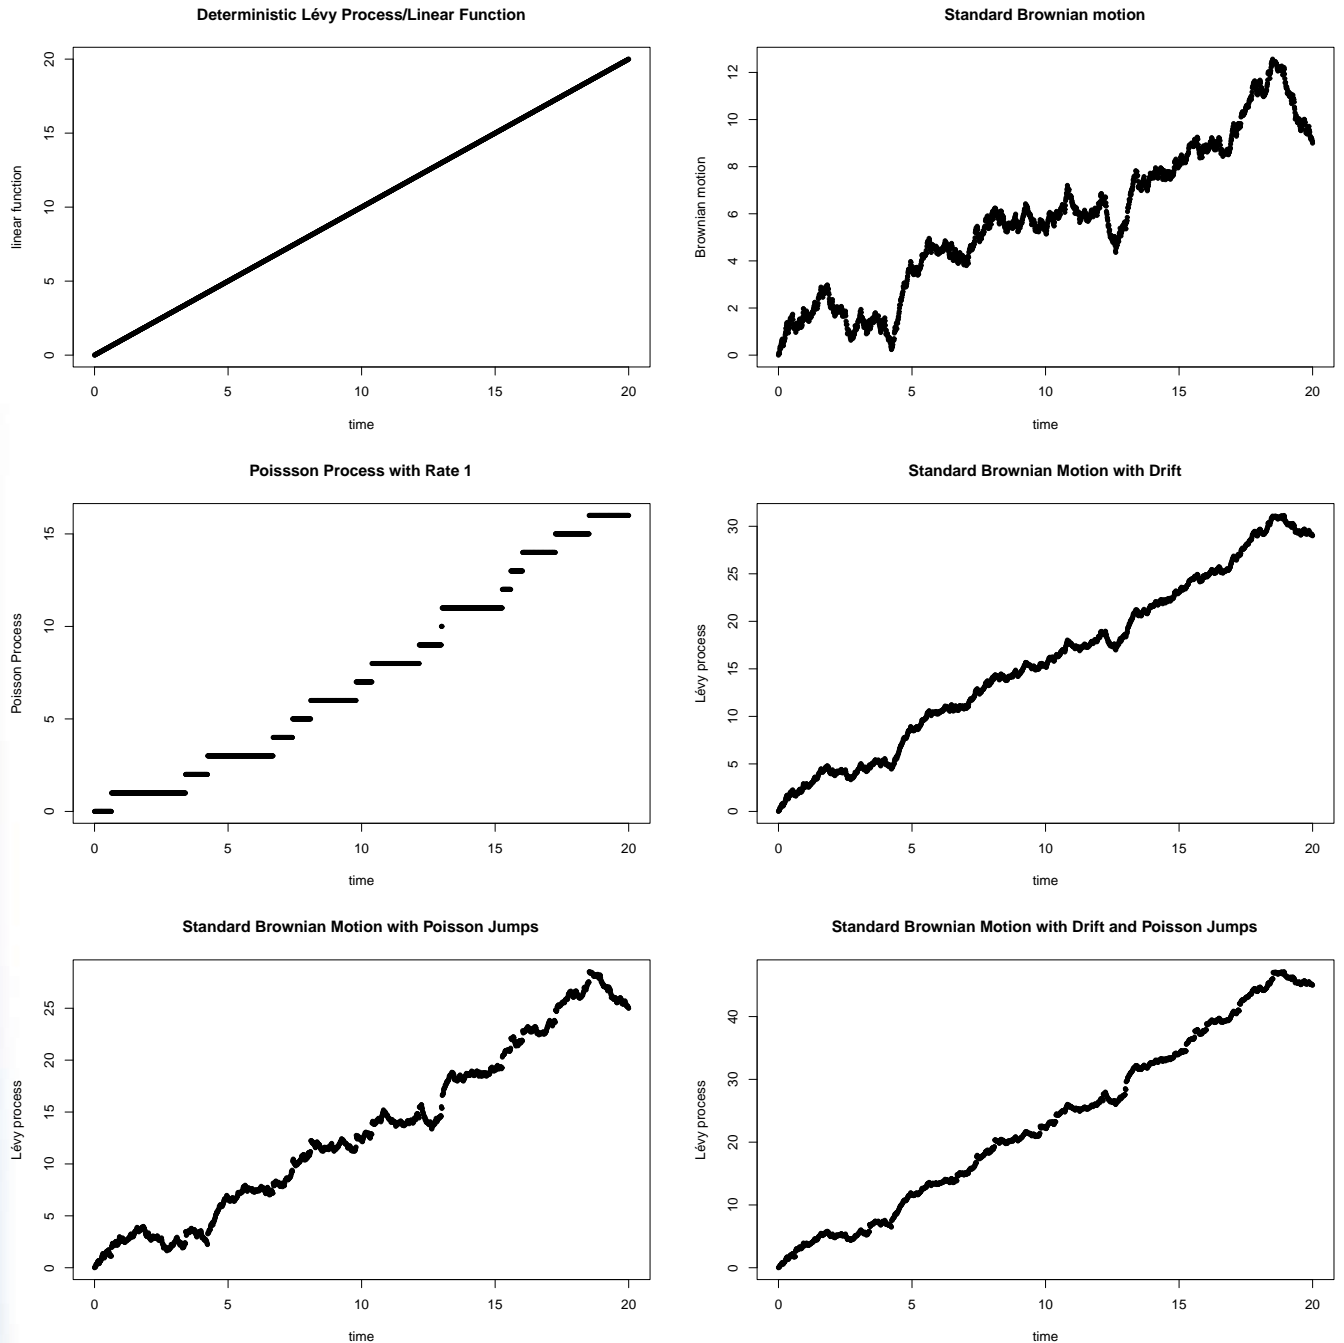 Deterministic Lévy Process/Linear Function
linear function
20
15
10
5
0
0 5 10 15 20
time
Standard Brownian motion
Brownian motion
12
10
8
6
4
2
0
0 5 10 15 20
time
Poissson Process with Rate 1
Poisson Process
15
10
5
0
0 5 10 15 20
time
Standard Brownian Motion with Drift
Lévy process
30
25
20
15
10
5
0
0 5 10 15 20
time
Standard Brownian Motion with Poisson Jumps
Lévy process
25
20
15
10
5
0
0 5 10 15 20
time
Standard Brownian Motion with Drift and Poisson Jumps
Lévy process
40
30
20
10
0
0 5 10 15 20
time